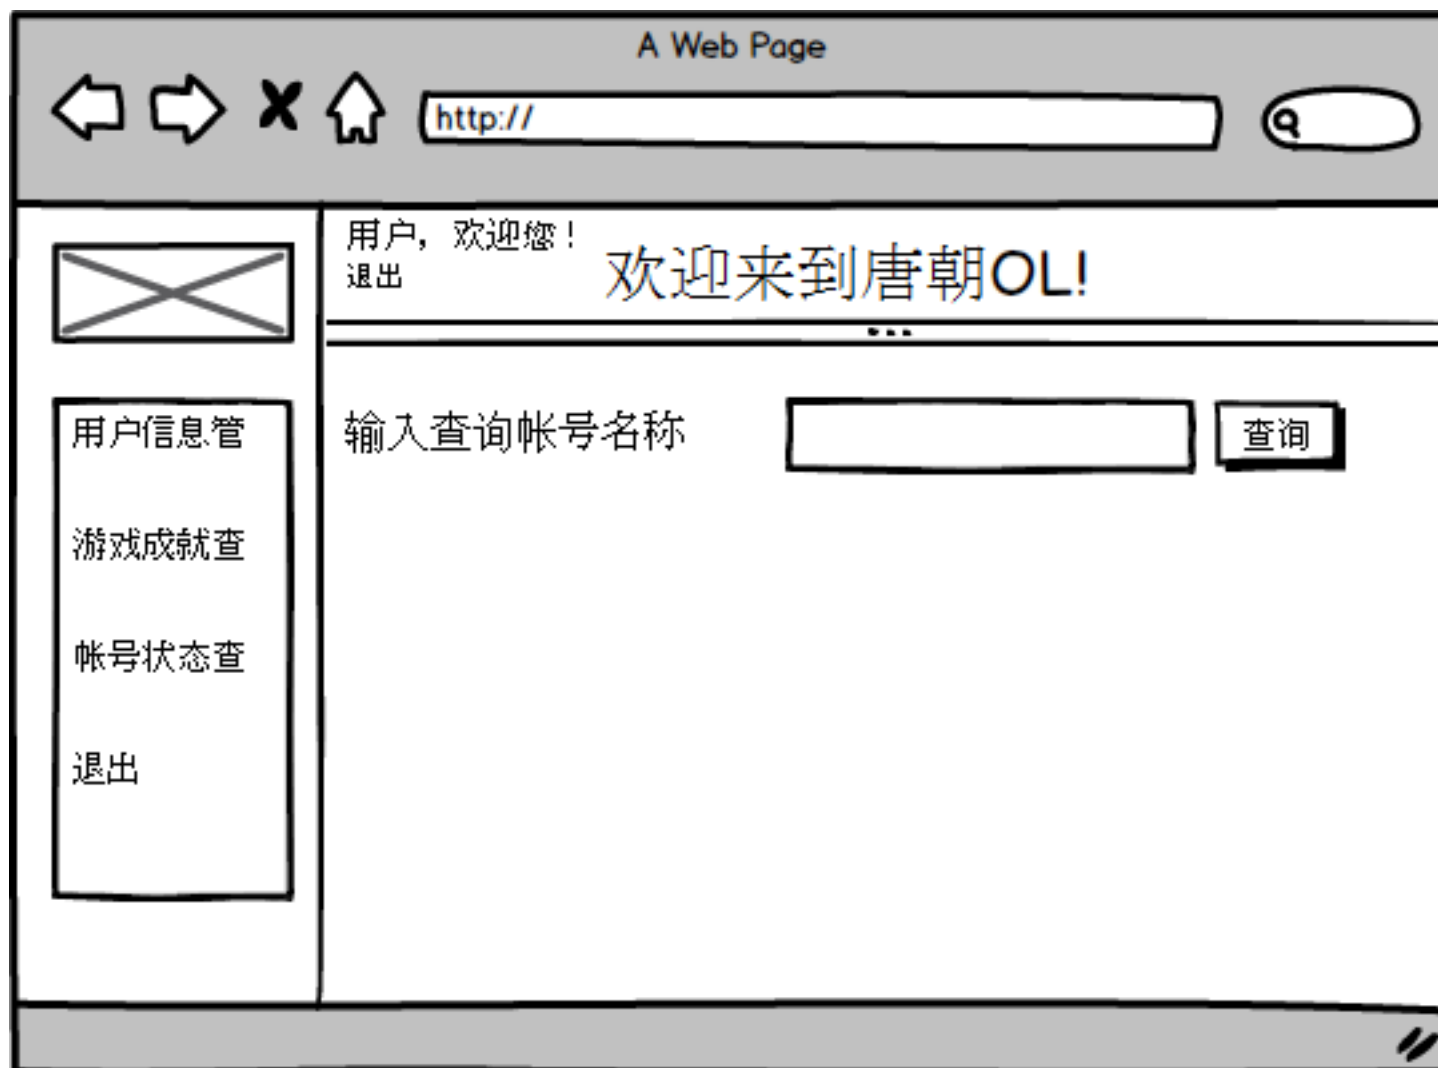 A Web Page
http://
用户，欢迎您！
退出
欢迎来到唐朝OL!
用户信息管
游戏成就查
帐号状态查
退出
输入查询帐号名称
查询